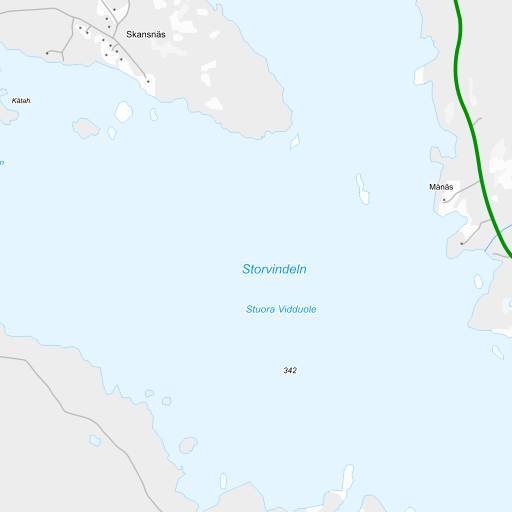 Skansnäs
Kåtah.
n
Månäs
Storvindeln
Stuora Vidduole
342